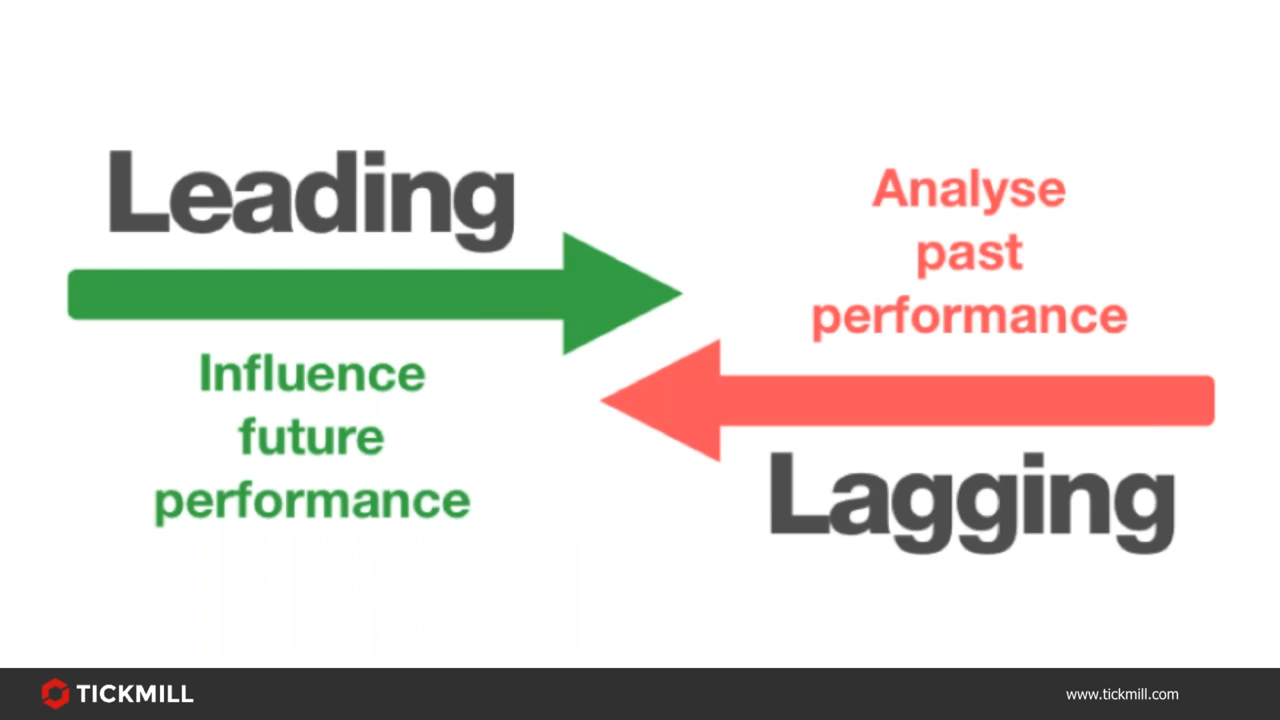 Leading
Influence
future
performance
Analyse
past
performance
Lagging
TICKMILL
www.tickmill.com